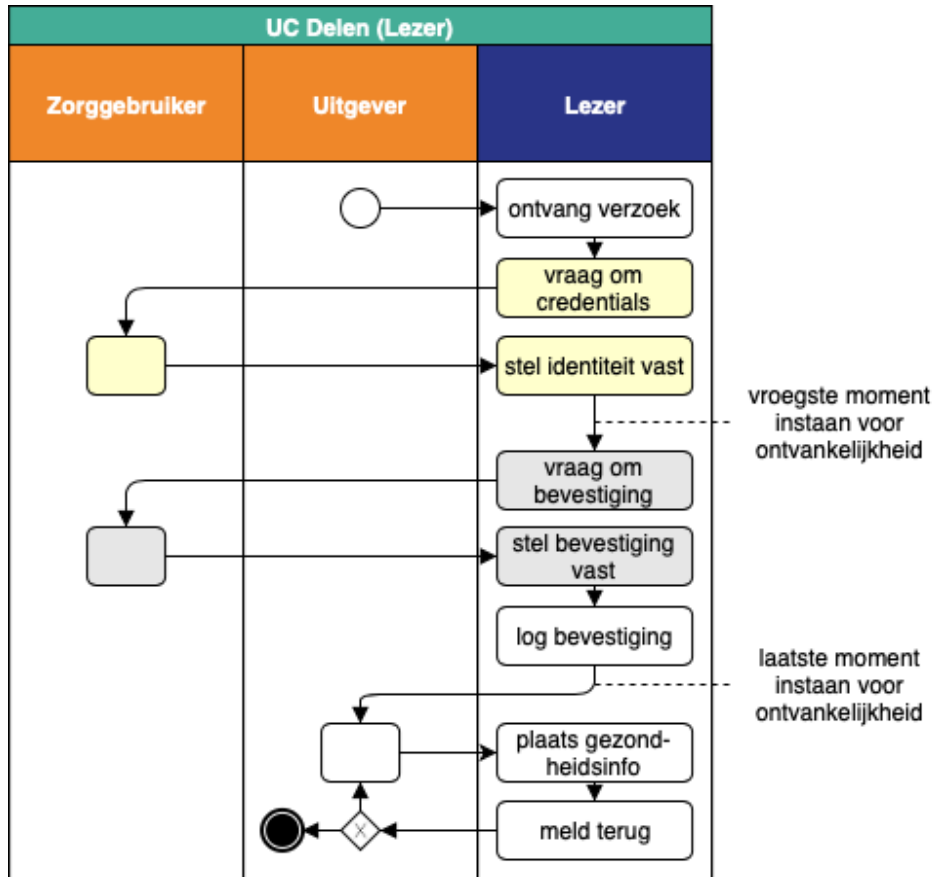 UC Delen (Lezer)
Zorggebruiker
Uitgever
Lezer
ontvang verzoek
vraag om
credentials
stel identiteit vast
vroegste moment
instaan voor
ontvankelijkheid
vraag om
bevestiging
stel bevestiging
vast
log bevestiging
laatste moment
instaan voor
ontvankelijkheid
plaats gezond-
heidsinfo
meld terug
X